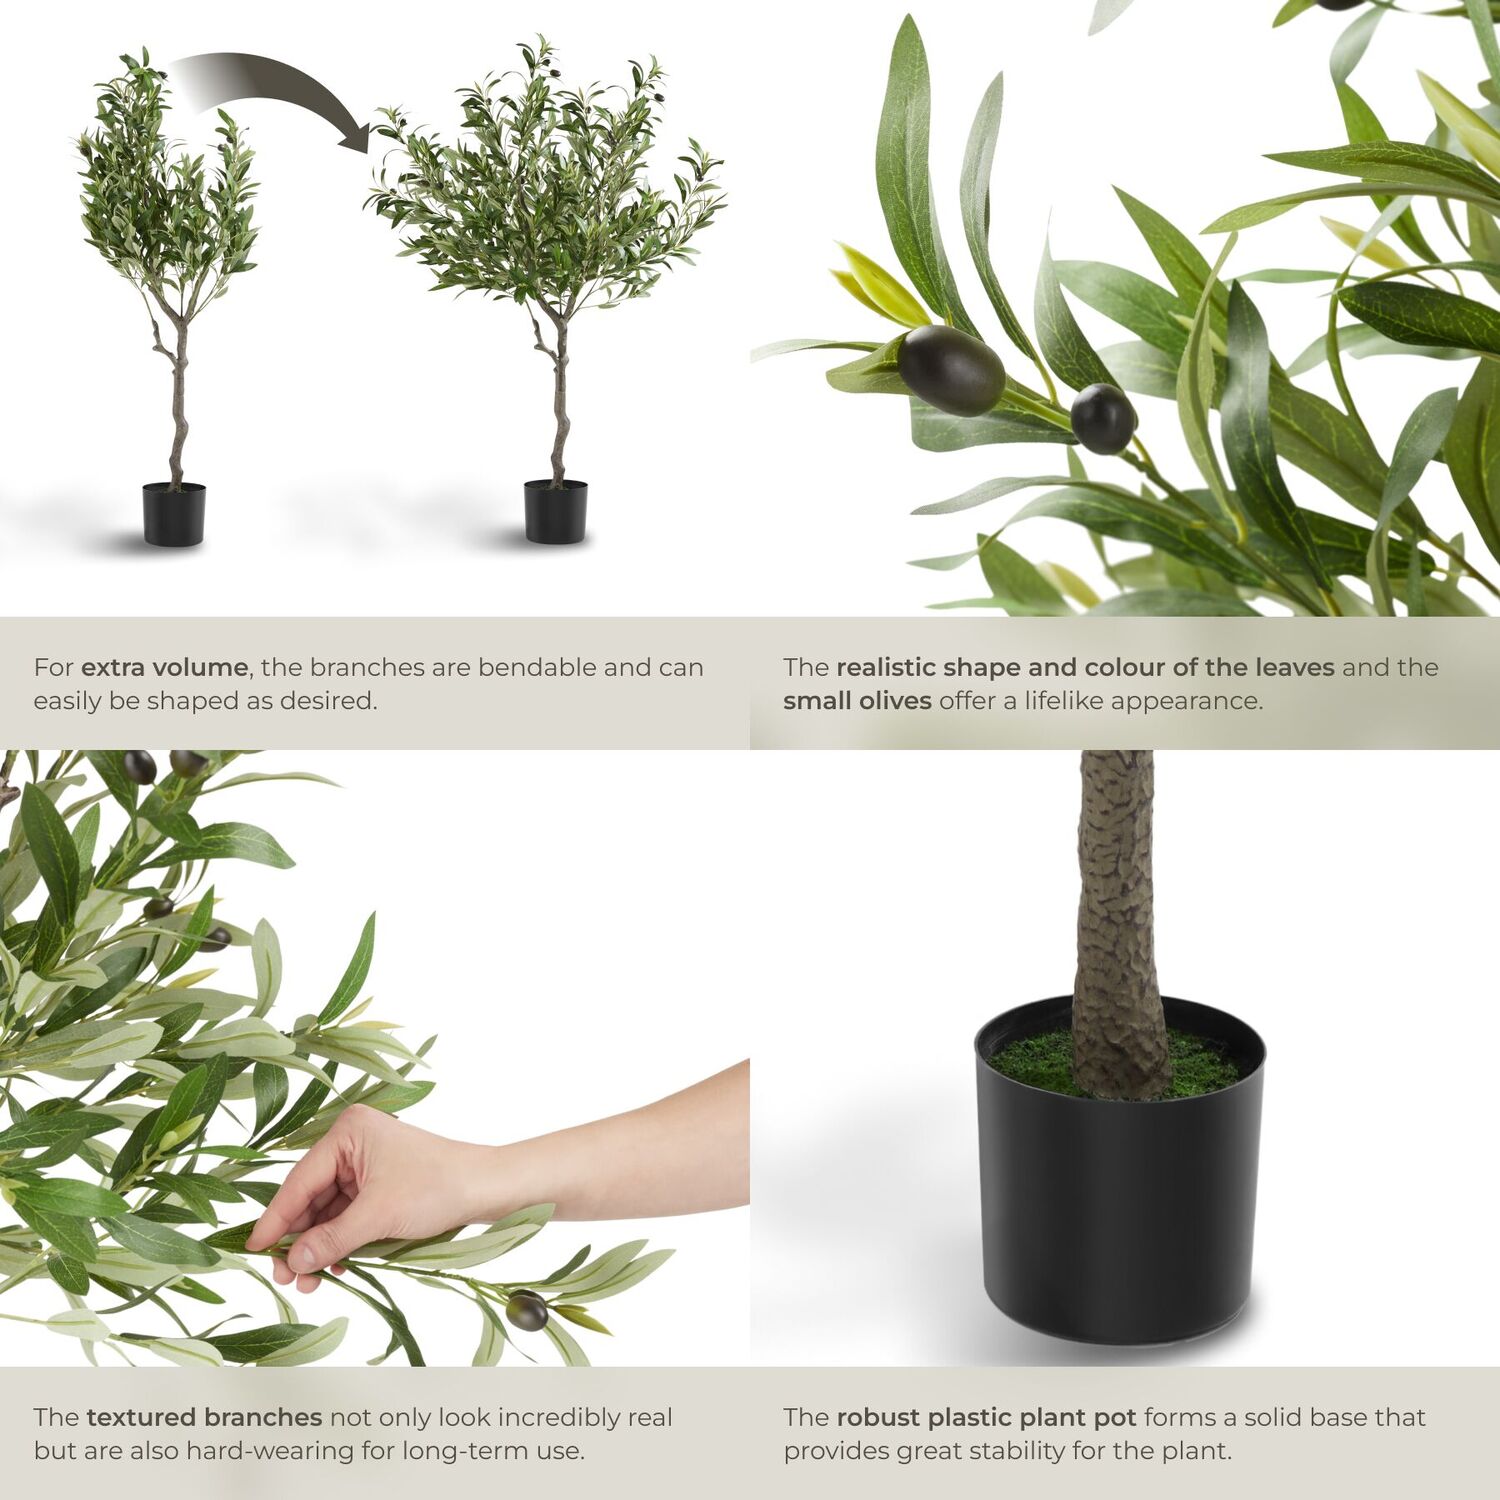 For extra volume, the branches are bendable and can
easily be shaped as desired.
The realistic shape and colour of the leaves and the
small olives offer a lifelike appearance.
The textured branches not only look incredibly real
but are also hard-wearing for long-term use.
The robust plastic plant pot forms a solid base that
provides great stability for the plant.